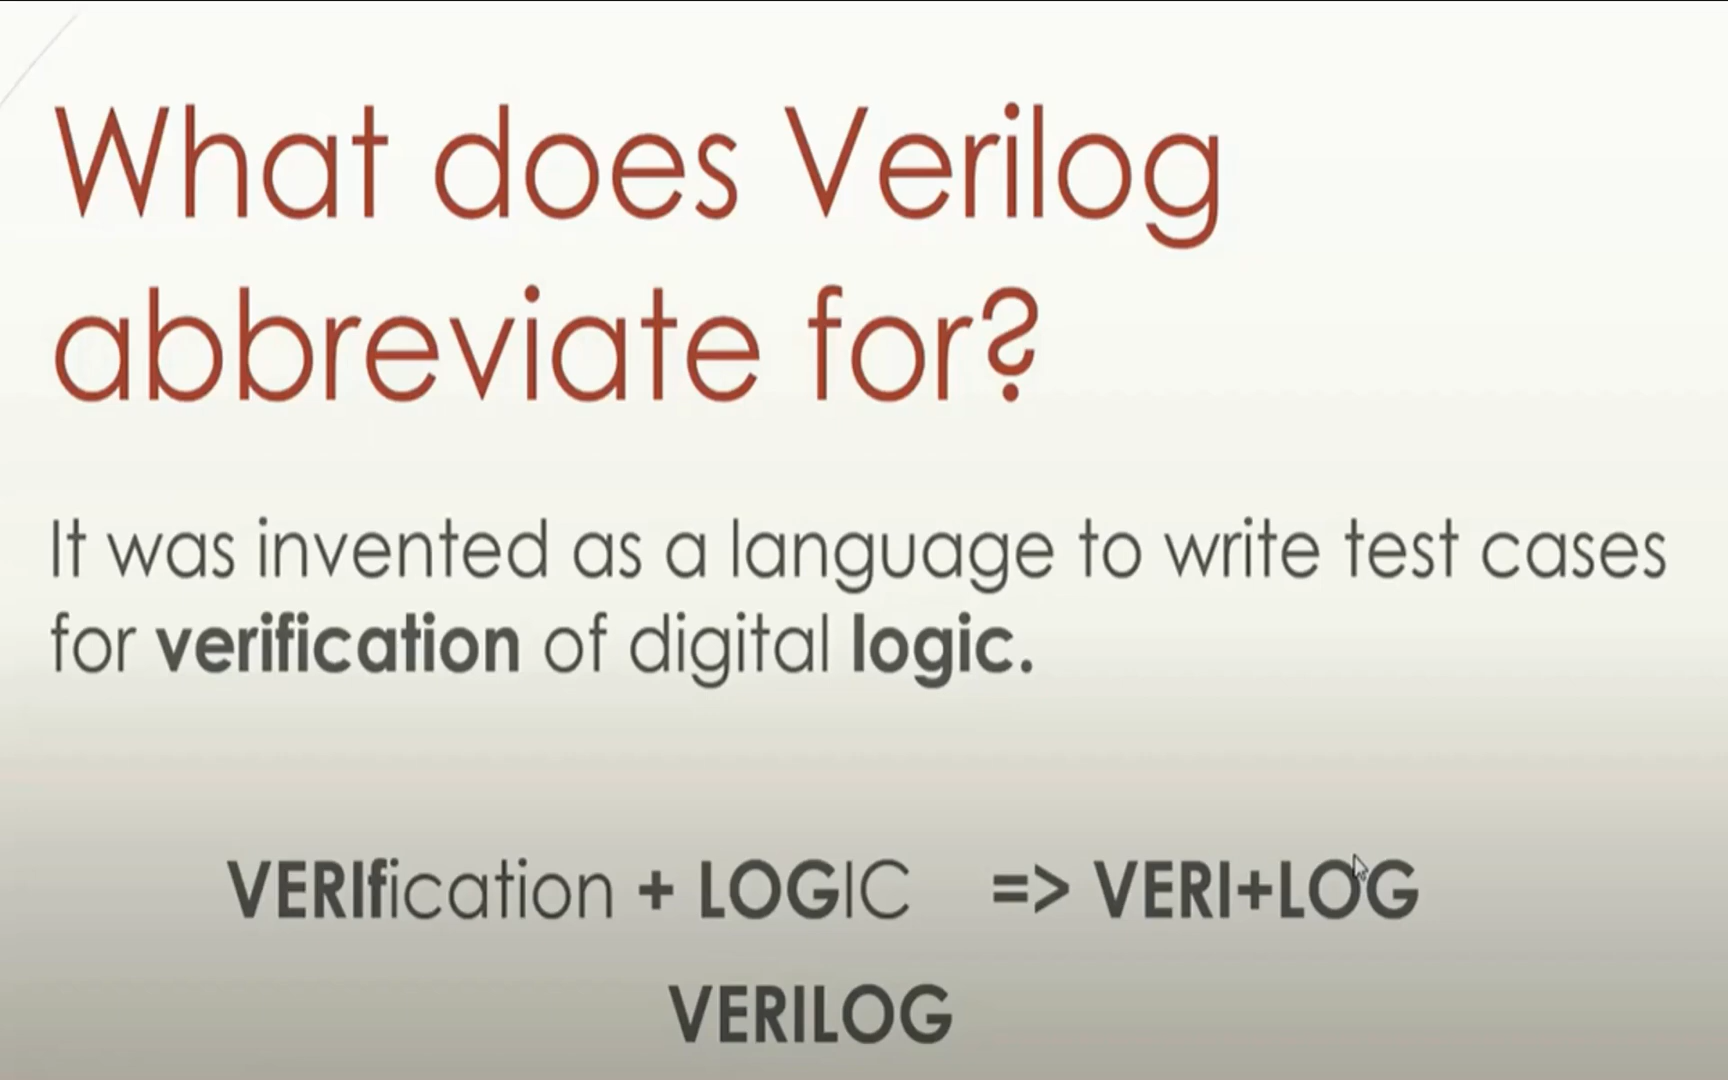 What does Verilog
abbreviate for?
It was invented as a language to write test cases
for verification of digital logic.
VERIfication + LOGIC => VERI+LOG
VERILOG